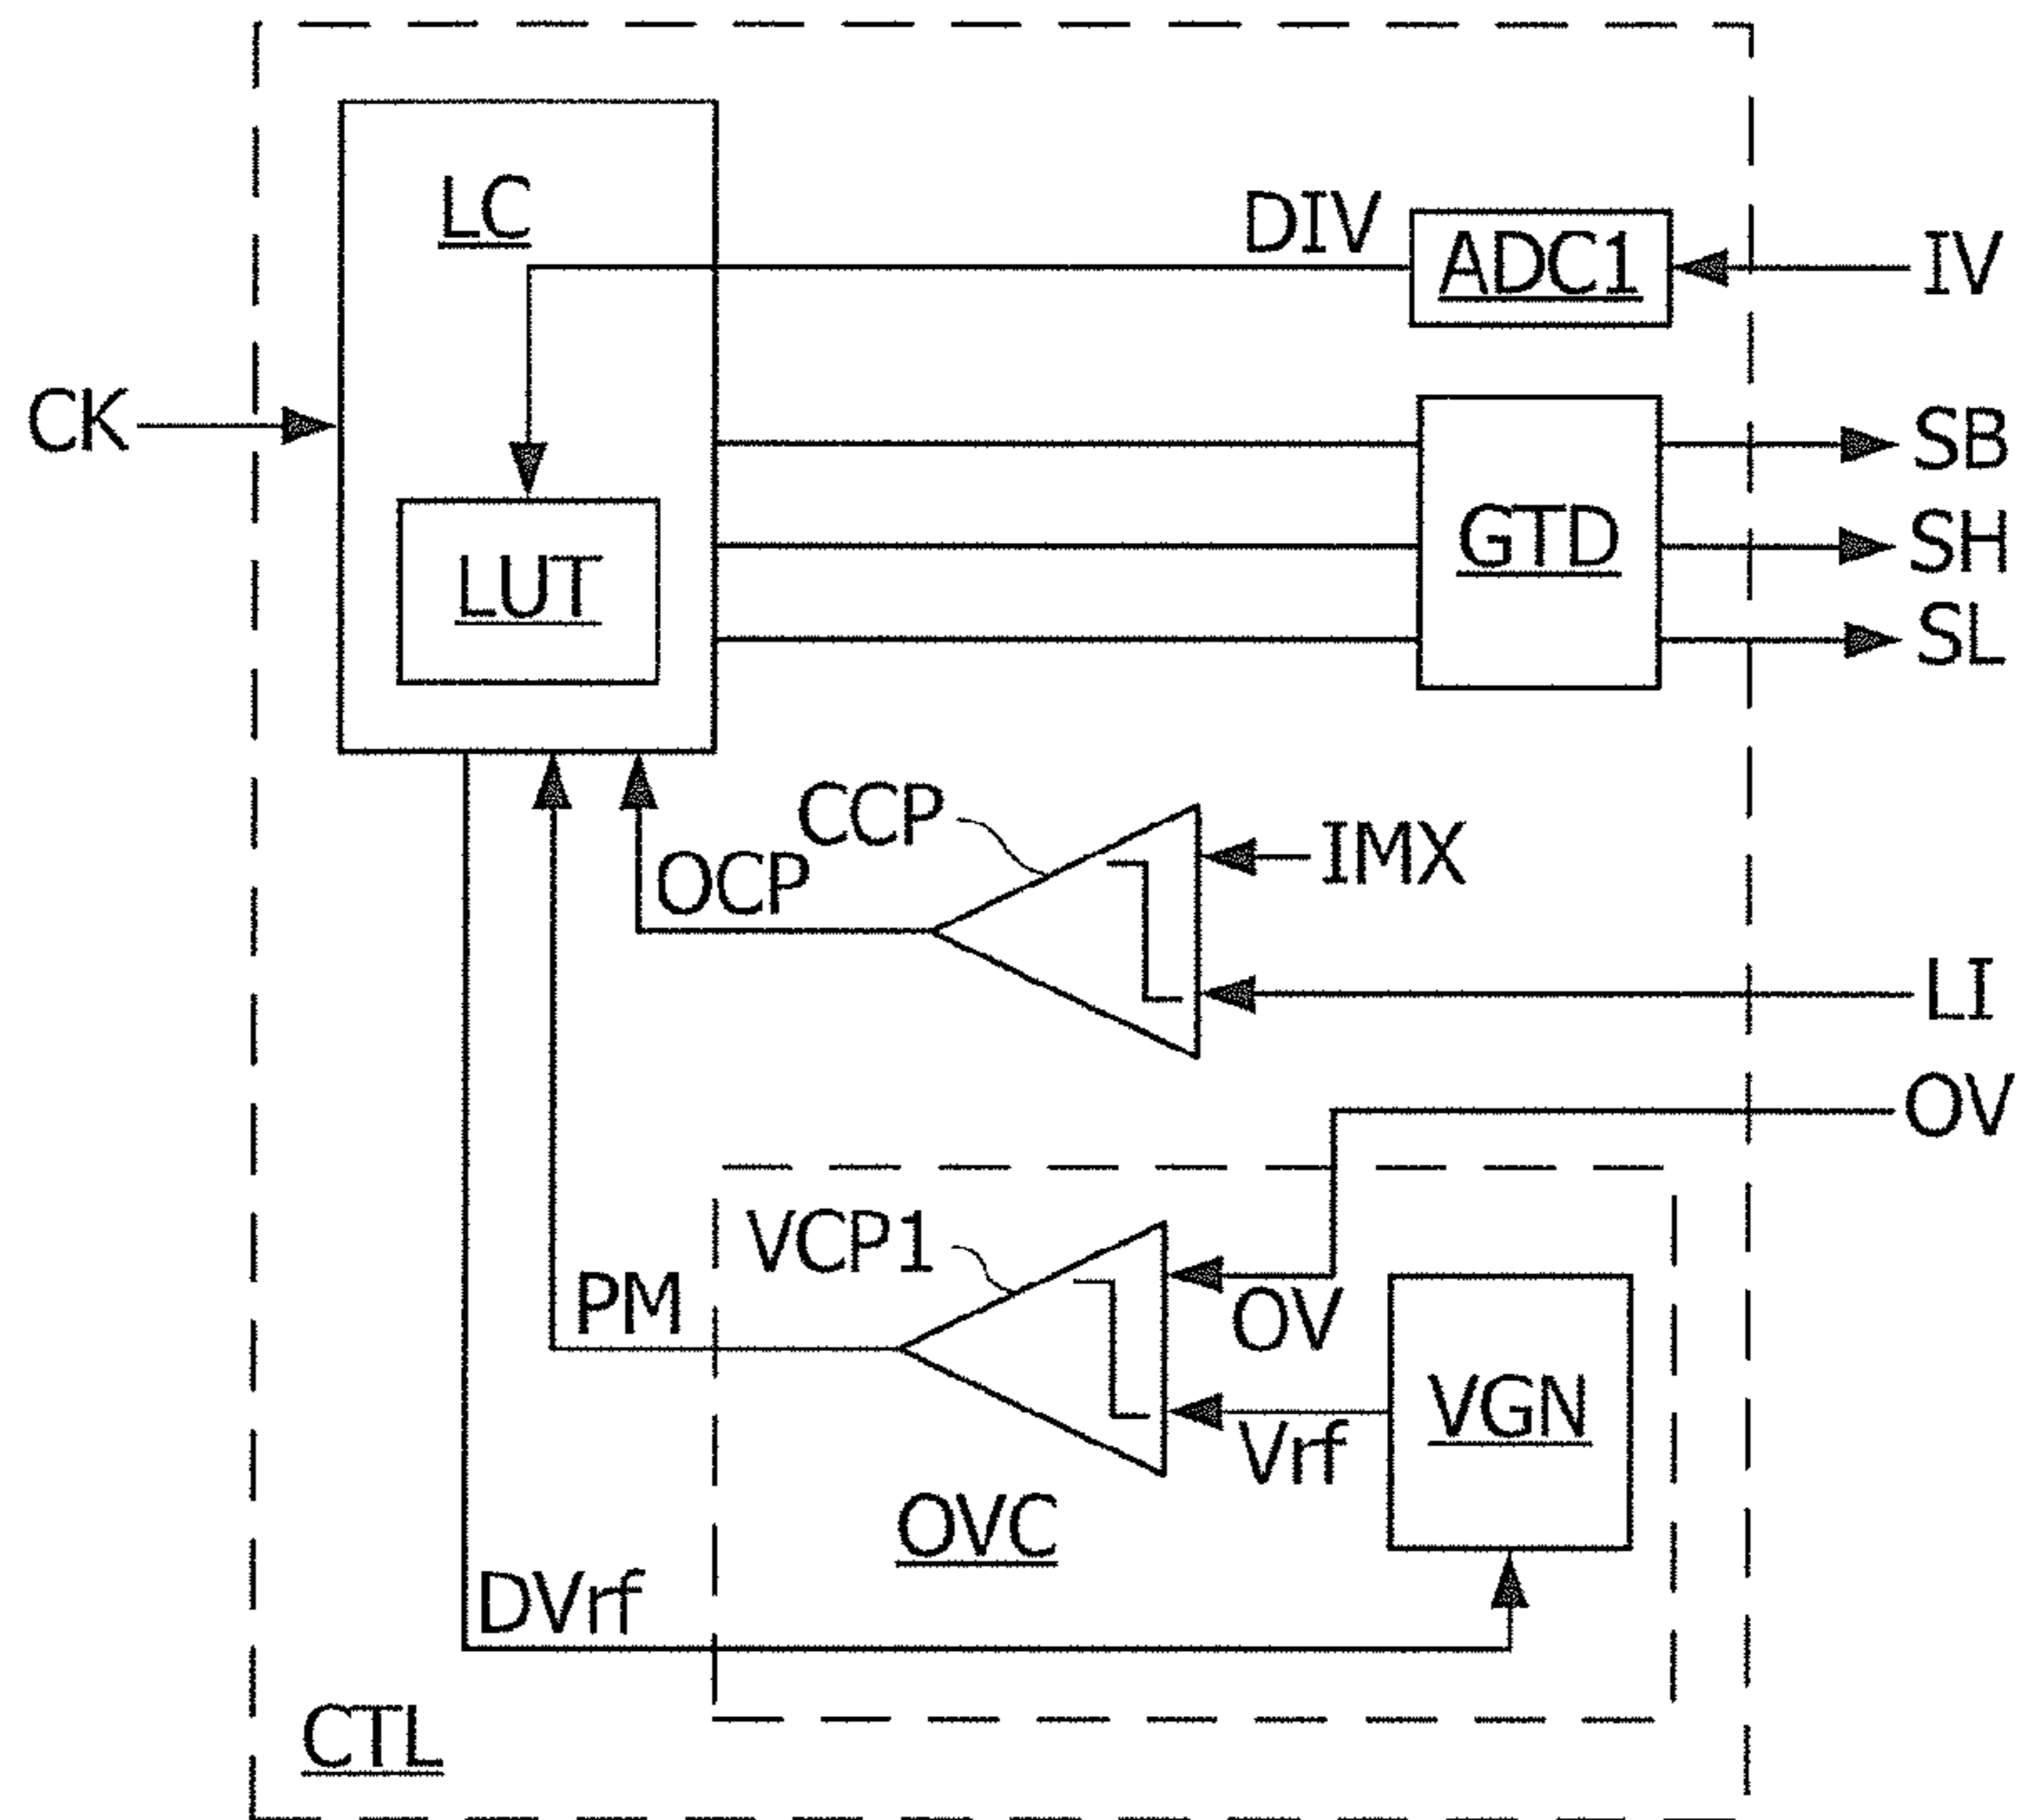 LC
DIV
ADC1
IV
CK
SB
LUT
GTD
SH
SL
CCP
IMX
OCP
LI
OV
VCP1
PM
OV
VGN
Vrf
OVC
DVrf
CTL